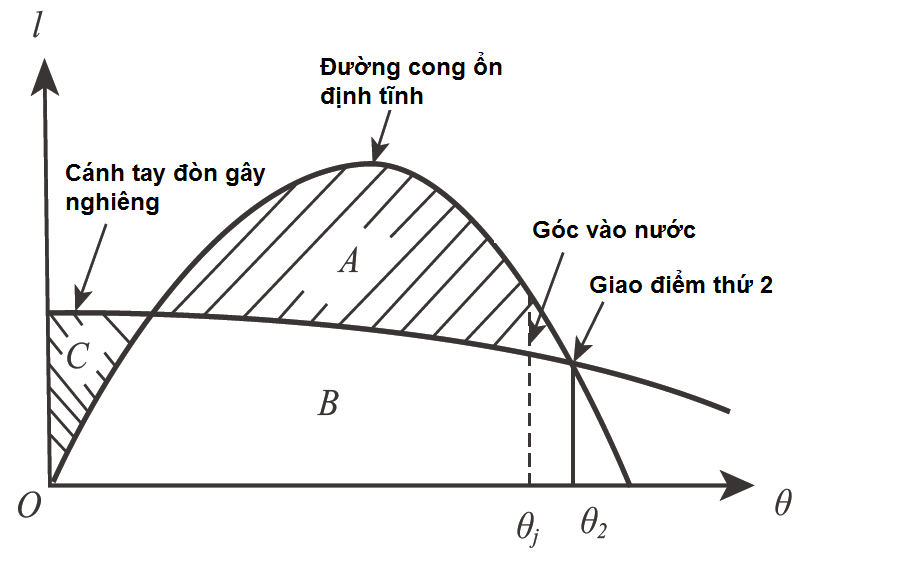 l
Đường cong ổn
định tĩnh
Cánh tay đòn gây
nghiêng
Góc vào nước
A
Giao điểm thứ 2
C
B
O
θ
θj
θ2